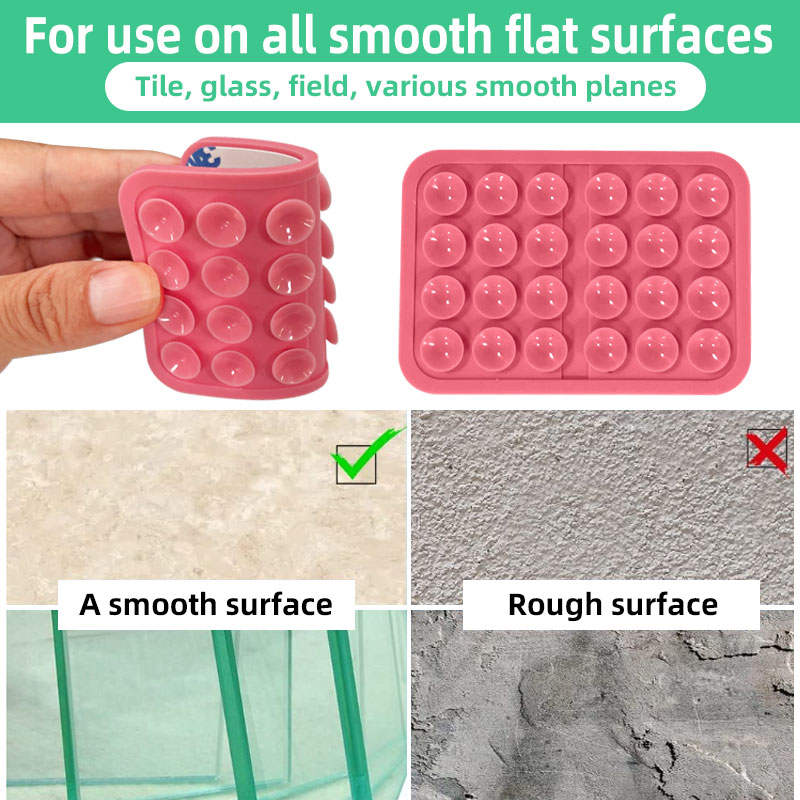 For use on all smooth flat surfaces
Tile, glass, field, various smooth planes
A smooth surface
Rough surface